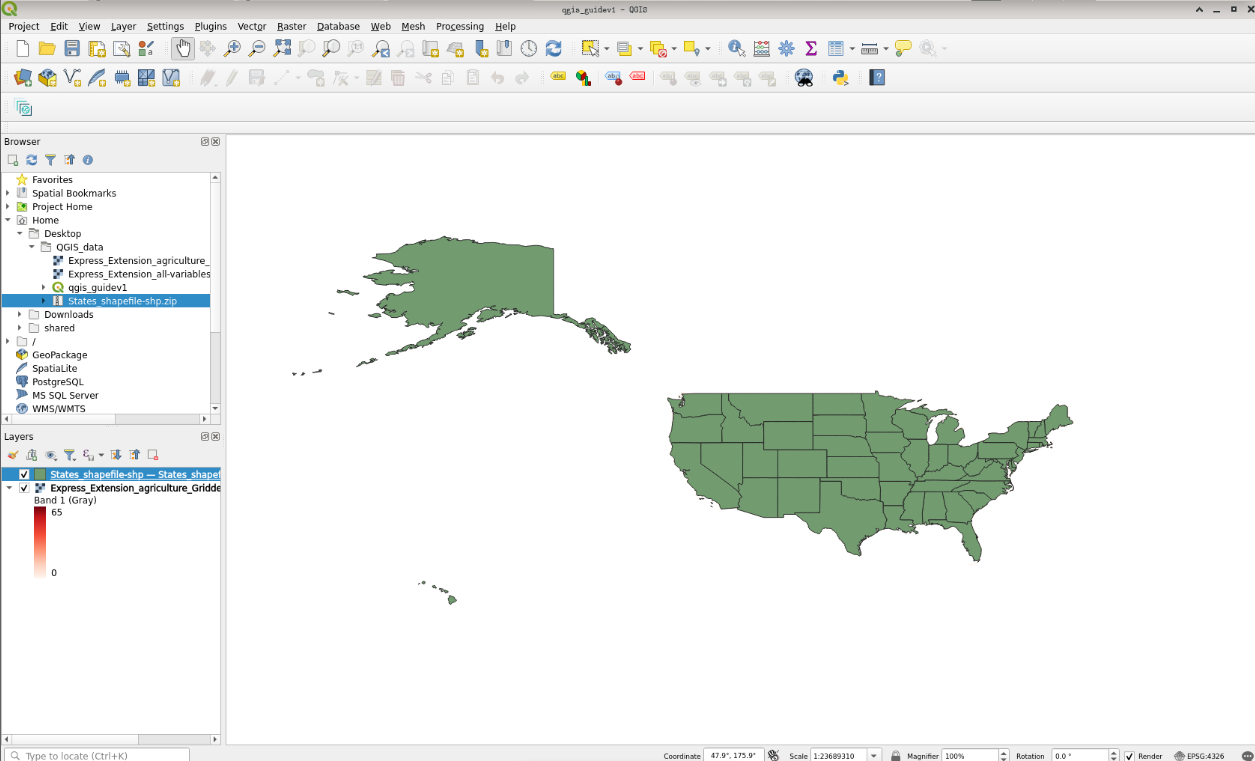 qgis_guidev1 — QGIS
Project Edit View Layer Settings Plugins Vector Raster Database Web Mesh Processing Help
abc abc abc
Browser
Favorites
Spatial Bookmarks
Project Home
Home
Desktop
QGIS_data
Express_Extension_agriculture_
Express_Extension_all-variables
qgis_guidev1
States_shapefile-shp.zip
Downloads
shared
/
GeoPackage
SpatiaLite
PostgreSQL
MS SQL Server
WMS/WMTS
Layers
States_shapefile-shp — States_shapef
Express_Extension_agriculture_Gridde
Band 1 (Gray)
65
0
Type to locate (Ctrl+K)
Coordinate 47.9°, 175.9° Scale 1:23689310 Magnifier 100% Rotation 0.0 ° Render EPSG:4326